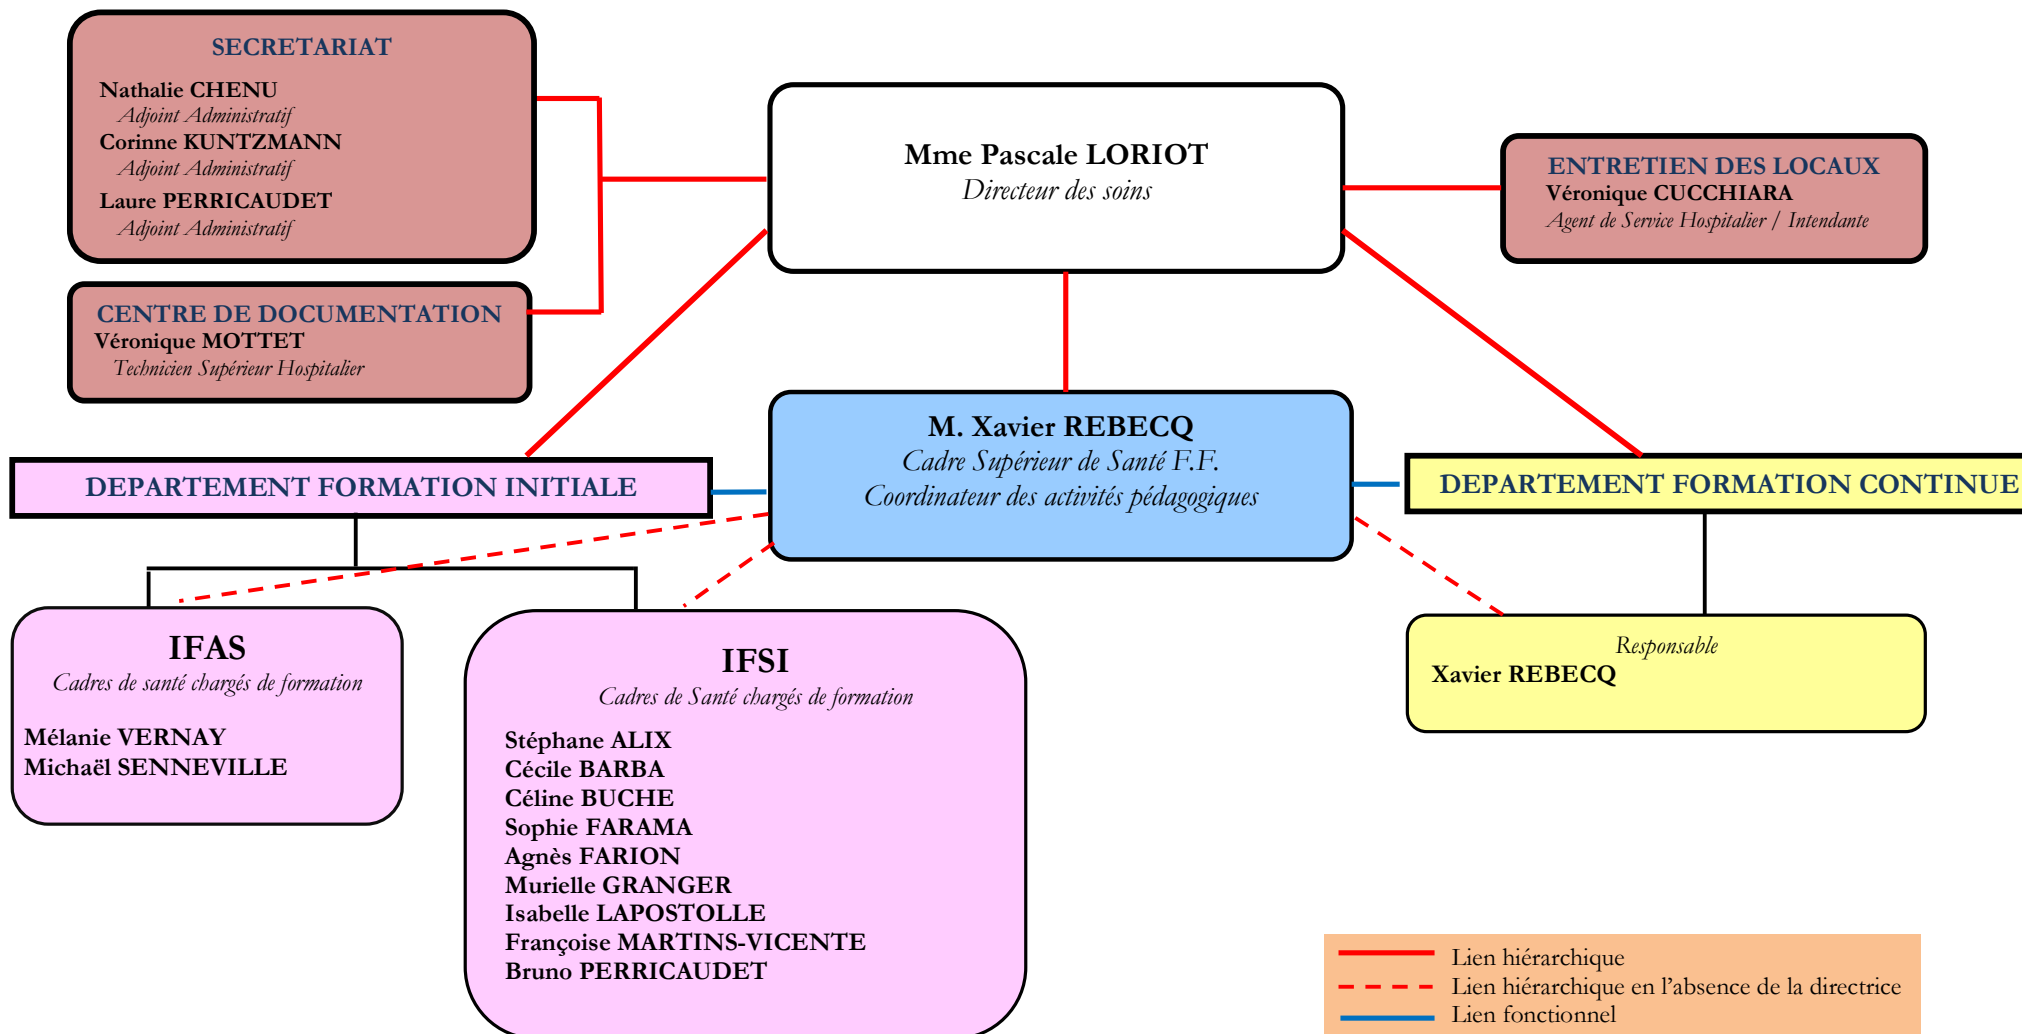 SECRETARIAT
Nathalie CHENU
Adjoint Administratif
Corinne KUNTZMANN
Adjoint Administratif
Laure PERRICAUDET
Adjoint Administratif
CENTRE DE DOCUMENTATION
Véronique MOTTET
Technicien Supérieur Hospitalier
Mme Pascale LORIOT
Directeur des soins
ENTRETIEN DES LOCAUX
Véronique CUCCHIARA
Agent de Service Hospitalier / Intendante
M. Xavier REBECQ
Cadre Supérieur de Santé F.F.
Coordinateur des activités pédagogiques
DEPARTEMENT FORMATION INITIALE
DEPARTEMENT FORMATION CONTINUE
IFAS
Cadres de santé chargés de formation
Mélanie VERNAY
Michaël SENNEVILLE
IFSI
Cadres de Santé chargés de formation
Stéphane ALIX
Cécile BARBA
Céline BUCHE
Sophie FARAMA
Agnès FARION
Murielle GRANGER
Isabelle LAPOSTOLLE
Françoise MARTINS-VICENTE
Bruno PERRICAUDET
Responsable
Xavier REBECQ
Lien hiérarchique
Lien hiérarchique en l’absence de la directrice
Lien fonctionnel